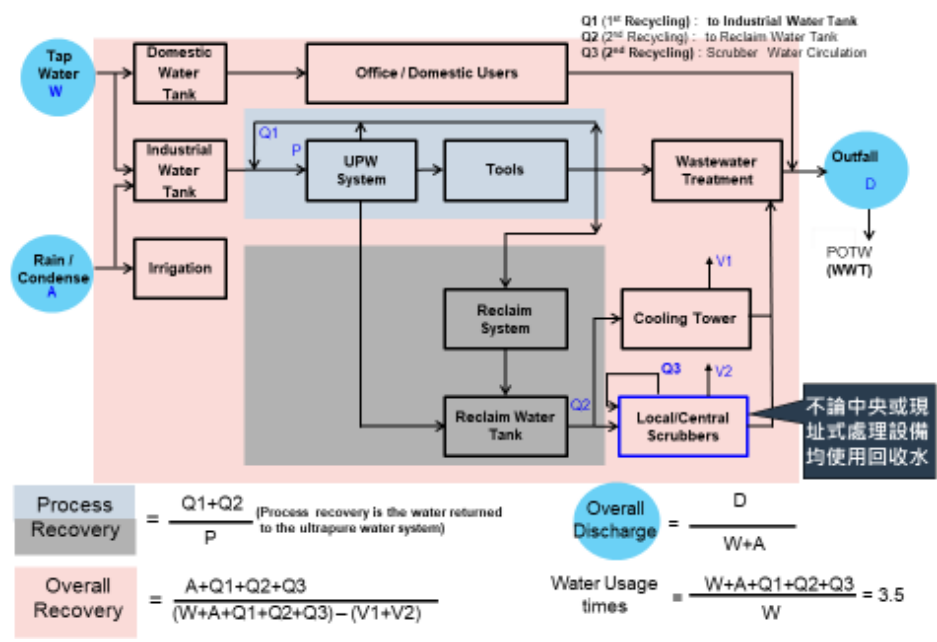 Q1 (1st Recycling) : to Industrial Water Tank
Q2 (2nd Recycling) : to Reclaim Water Tank
Q3 (2nd Recycling) : Scrubber Water Circulation
Tap
Water
W
Domestic
Water
Tank
Office / Domestic Users
Q1
P
Industrial
Water
Tank
UPW
System
Tools
Wastewater
Treatment
Outfall
D
POTW
(WWT)
Rain /
Condense
A
Irrigation
Reclaim
System
V1
Cooling Tower
Q3
V2
Q2
Reclaim Water
Tank
Local/Central
Scrubbers
不論中央或現
址式處理設備
均使用回收水
Process
Recovery
=
Q1+Q2
P
(Process recovery is the water returned
to the ultrapure water system)
Overall
Discharge
=
D
W+A
Overall
Recovery
=
A+Q1+Q2+Q3
(W+A+Q1+Q2+Q3)–(V1+V2)
Water Usage
times
=
W+A+Q1+Q2+Q3
W
= 3.5